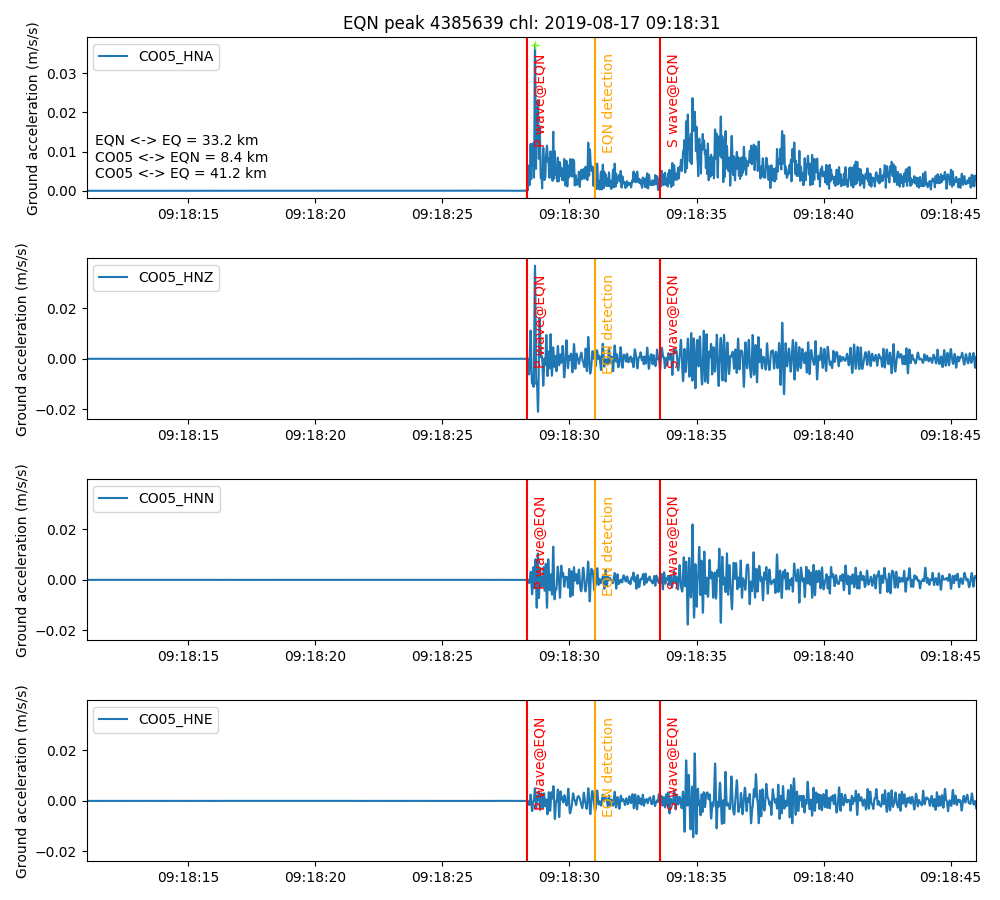 EQN peak 4385639 chl: 2019-08-17 09:18:31
Ground acceleration (m/s/s)
CO05_HNA
0.03
0.02
0.01
0.00
EQN <-> EQ = 33.2 km
CO05 <-> EQN = 8.4 km
CO05 <-> EQ = 41.2 km
P wave@EQN
EQN detection
S wave@EQN
09:18:15 09:18:20 09:18:25 09:18:30 09:18:35 09:18:40 09:18:45
Ground acceleration (m/s/s)
CO05_HNZ
0.02
0.00
−0.02
P wave@EQN
EQN detection
S wave@EQN
09:18:15 09:18:20 09:18:25 09:18:30 09:18:35 09:18:40 09:18:45
Ground acceleration (m/s/s)
CO05_HNN
0.02
0.00
−0.02
P wave@EQN
EQN detection
S wave@EQN
09:18:15 09:18:20 09:18:25 09:18:30 09:18:35 09:18:40 09:18:45
Ground acceleration (m/s/s)
CO05_HNE
0.02
0.00
−0.02
P wave@EQN
EQN detection
S wave@EQN
09:18:15 09:18:20 09:18:25 09:18:30 09:18:35 09:18:40 09:18:45